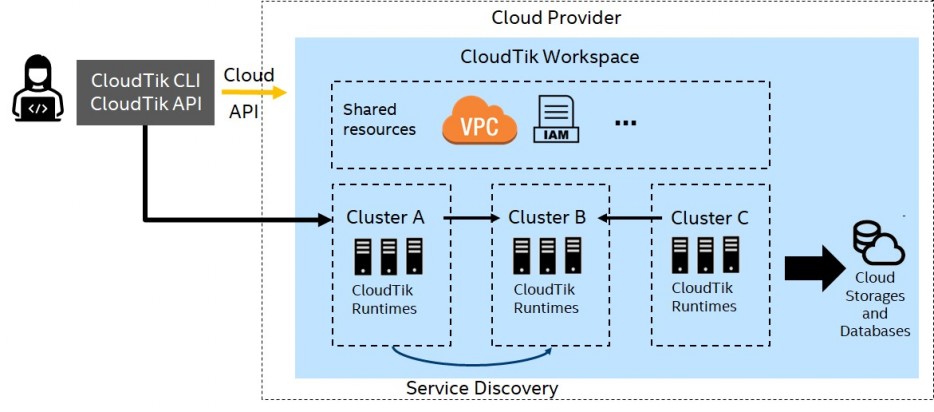 Cloud Provider
CloudTik Workspace
CloudTik CLI
CloudTik API
Cloud
API
Shared
resources
VPC
IAM
...
Cluster A
Cluster B
Cluster C
CloudTik
Runtimes
CloudTik
Runtimes
CloudTik
Runtimes
Cloud
Storages
and
Databases
Service Discovery